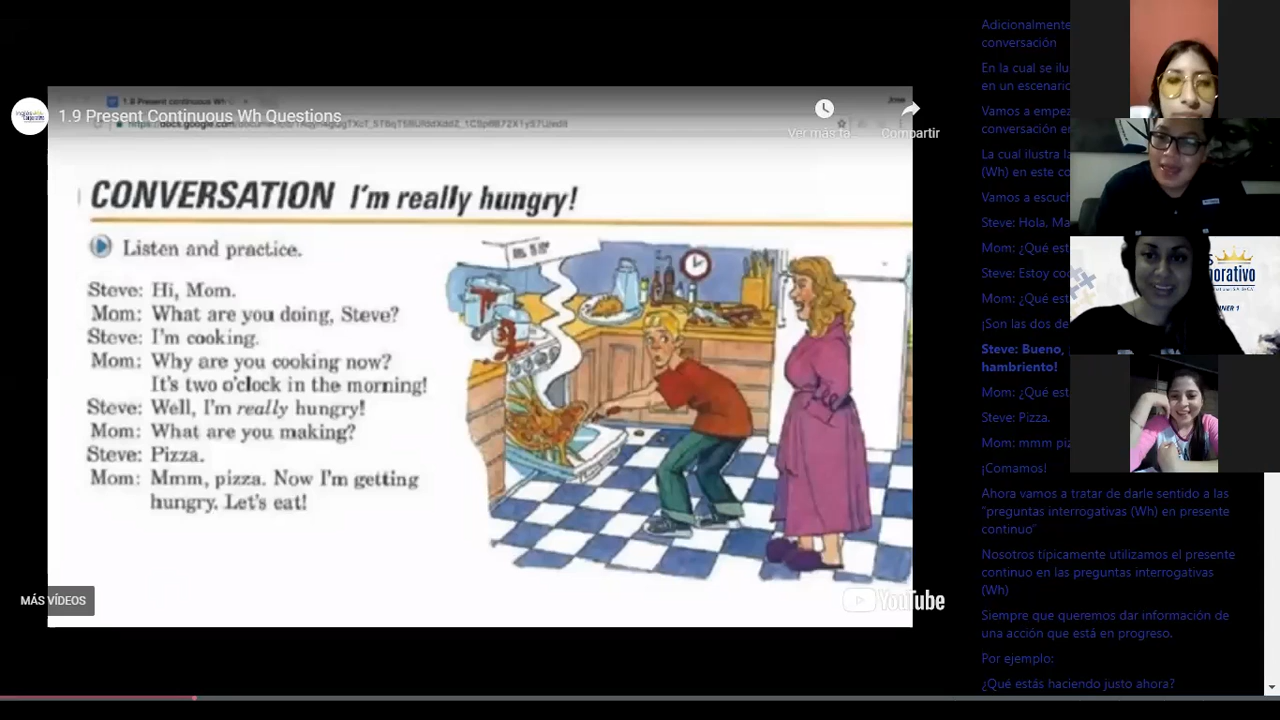 1.9 Present Continuous Wh Questions
Ver más ta...
Compartir
CONVERSATION I'm really hungry!
Listen and practice.
Steve: Hi, Mom.
Mom: What are you doing, Steve?
Steve: I'm cooking.
Mom: Why are you cooking now?
It's two o'clock in the morning!
Steve: Well, I'm really hungry!
Mom: What are you making?
Steve: Pizza.
Mom: Mmm, pizza. Now I'm getting
hungry. Let's eat!
MÁS VÍDEOS
YouTube
Adicionalmente
conversación
En la cual se ilu
en un escenario
Vamos a empez
conversación en
La cual ilustra la
(Wh) en este co
Vamos a escuch
Steve: Hola, Ma
Mom: ¿Qué est
Steve: Estoy coc
Mom: ¿Qué est
¡Son las dos de
Steve: Bueno,
hambriento!
Mom: ¿Qué est
Steve: Pizza.
Mom: mmm piz
¡Comamos!
Ahora vamos a tratar de darle sentido a las
"preguntas interrogativas (Wh) en presente
continuo"
Nosotros típicamente utilizamos el presente
continuo en las preguntas interrogativas
(Wh)
Siempre que queremos dar información de
una acción que está en progreso.
Por ejemplo:
¿Qué estás haciendo justo ahora?